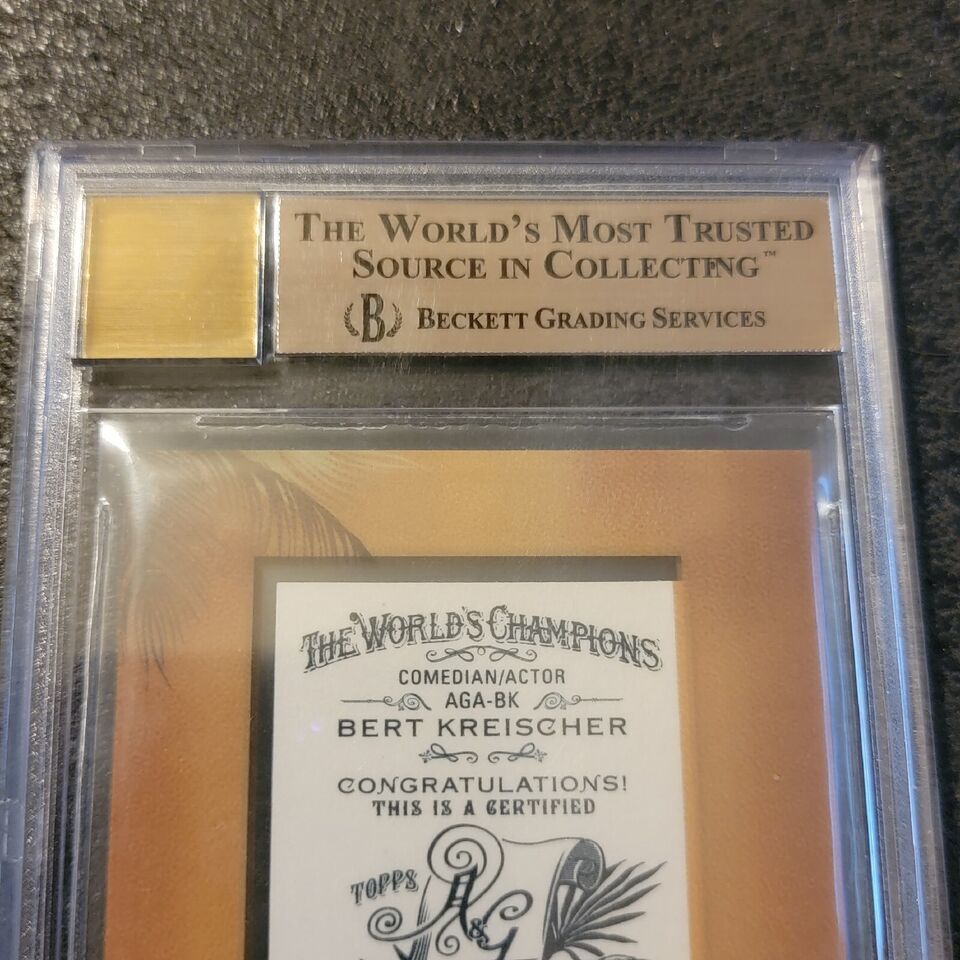 THE WORLD'S MOST TRUSTED
SOURCE IN COLLECTING™
B BECKETT GRADING SERVICES
THE WORLD'S CHAMPIONS
COMEDIAN/ACTOR
AGA-BK
BERT KREISCHER
CONGRATULATIONS!
THIS IS A CERTIFIED
TOPPS
A&G